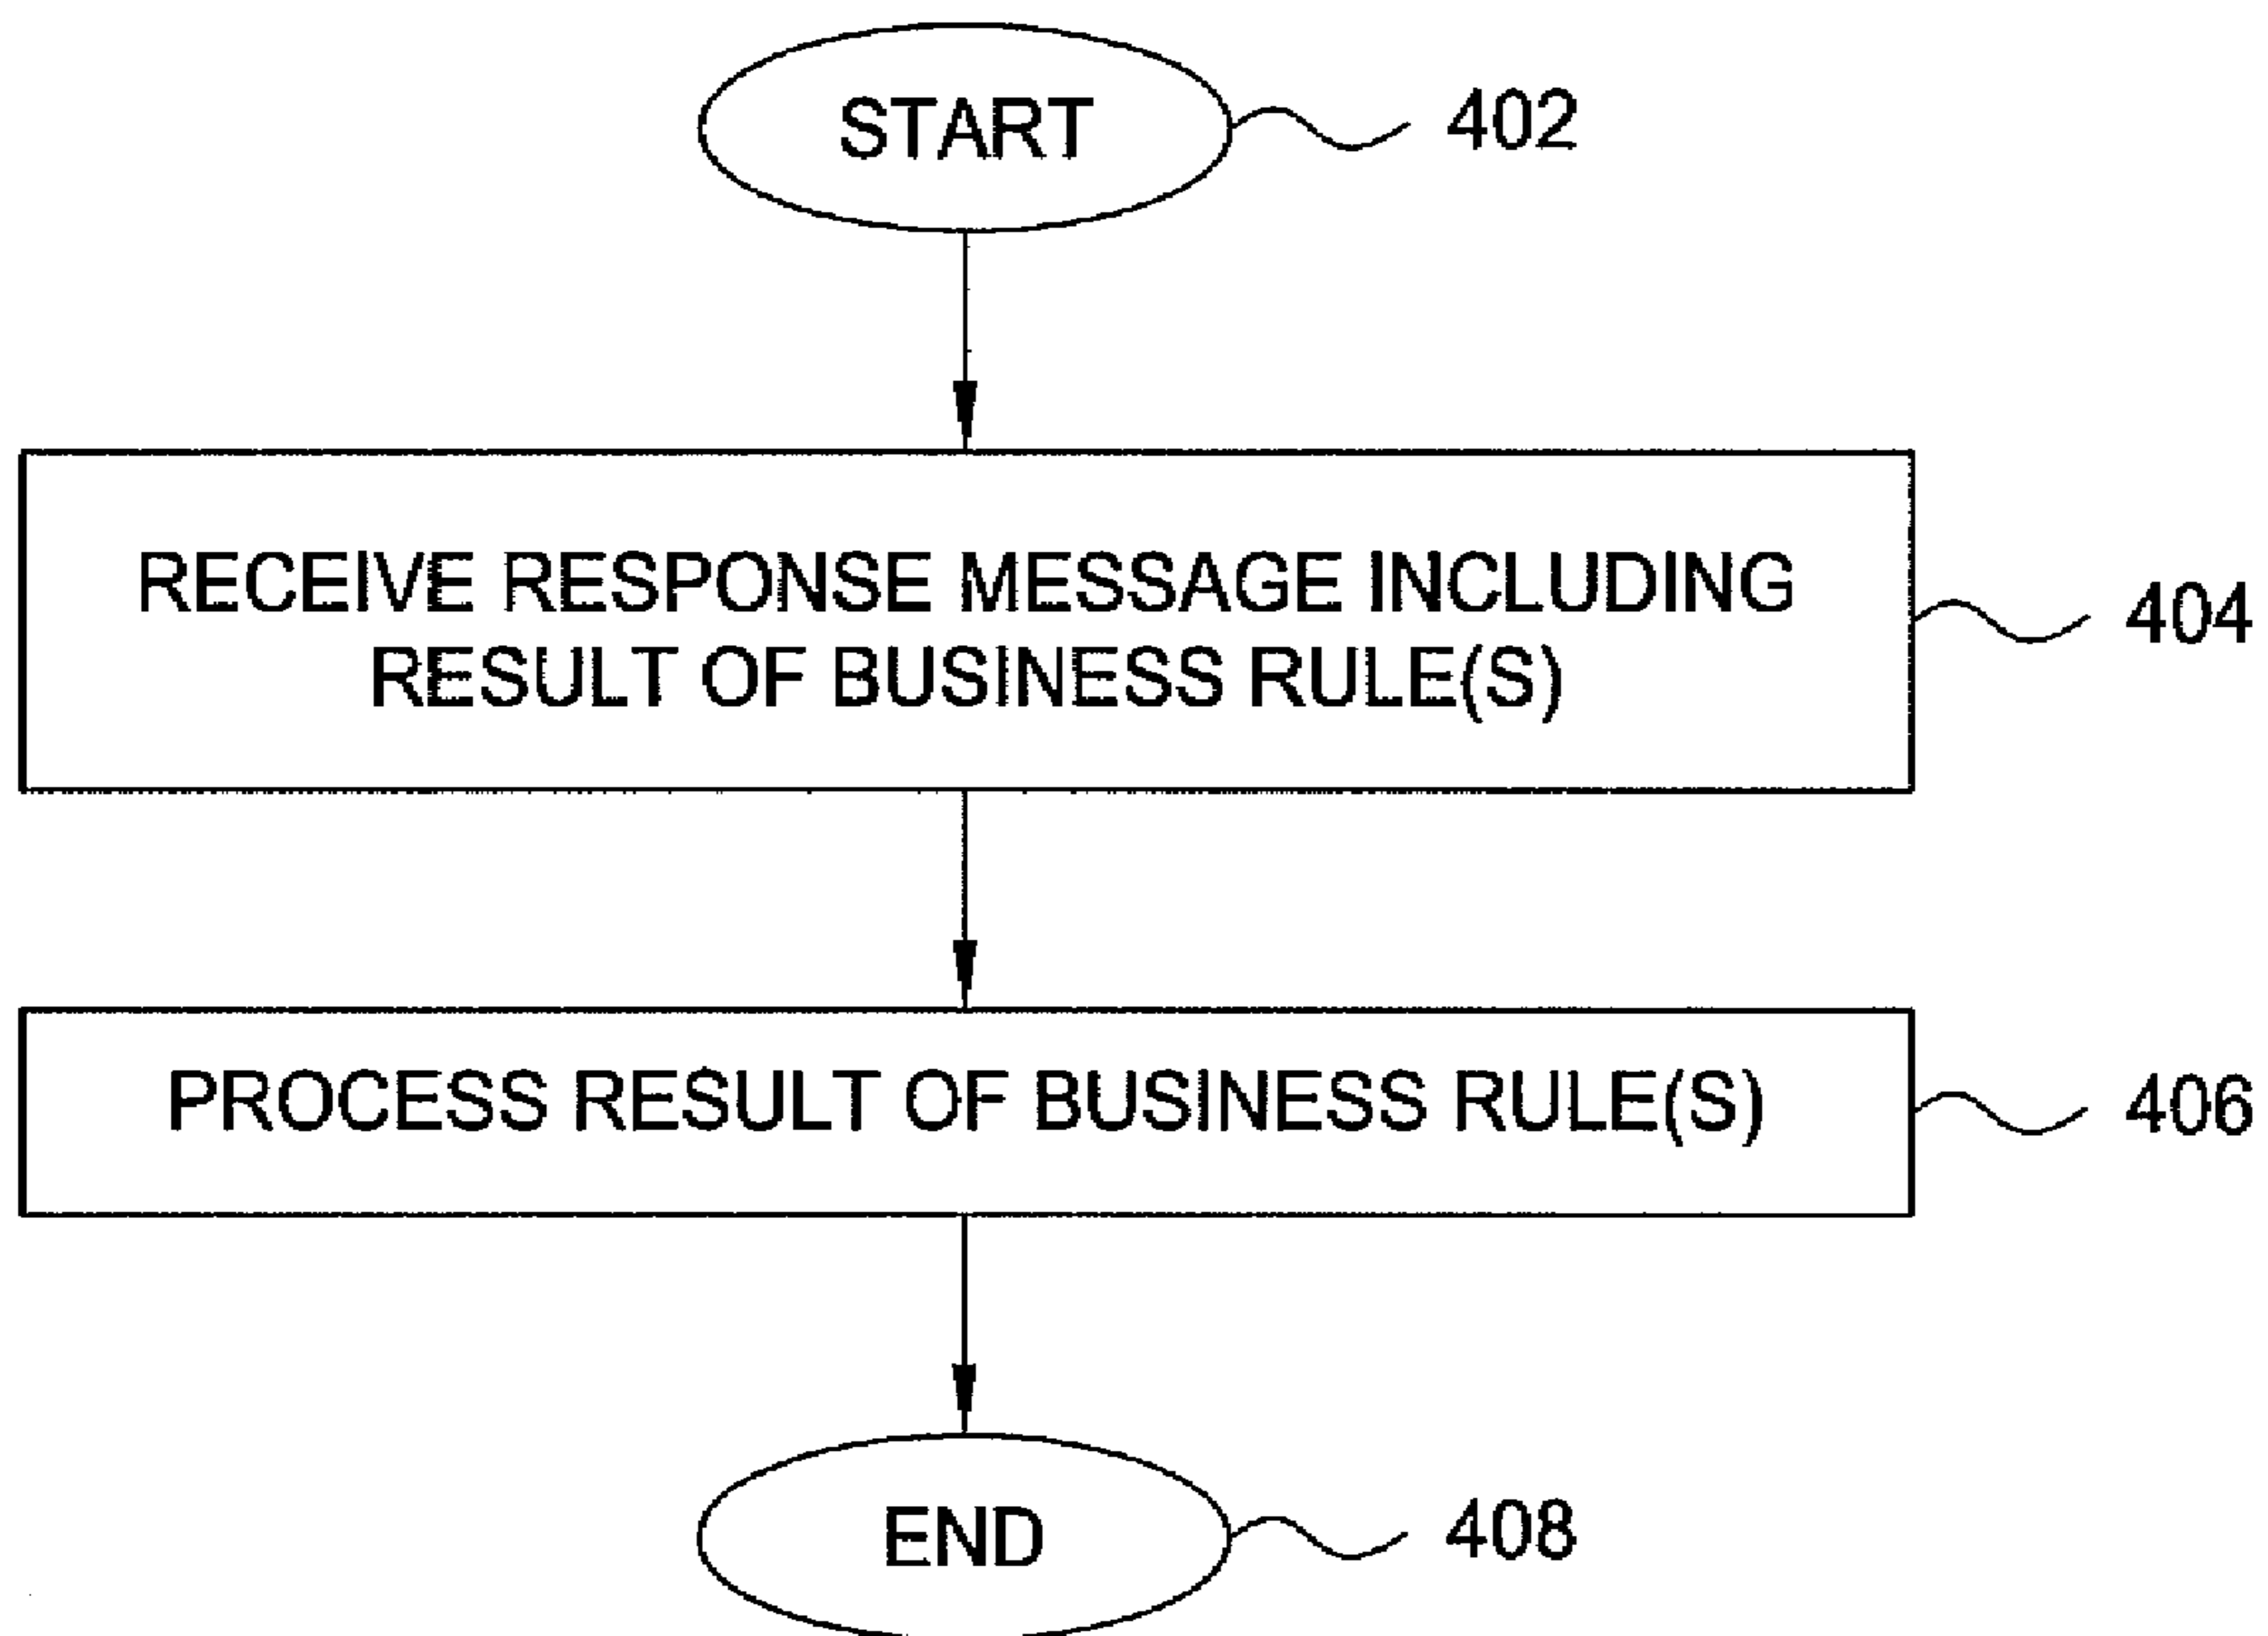 START
402
RECEIVE RESPONSE MESSAGE INCLUDING
RESULT OF BUSINESS RULE(S)
404
PROCESS RESULT OF BUSINESS RULE(S)
406
END
408